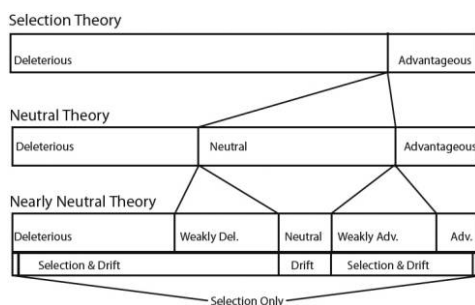 Selection Theory
Deleterious Advantageous
Neutral Theory
Deleterious Neutral Advantageous
Nearly Neutral Theory
Deleterious Weakly Del. Neutral Weakly Adv. Adv.
Selection & Drift Drift Selection & Drift
Selection Only